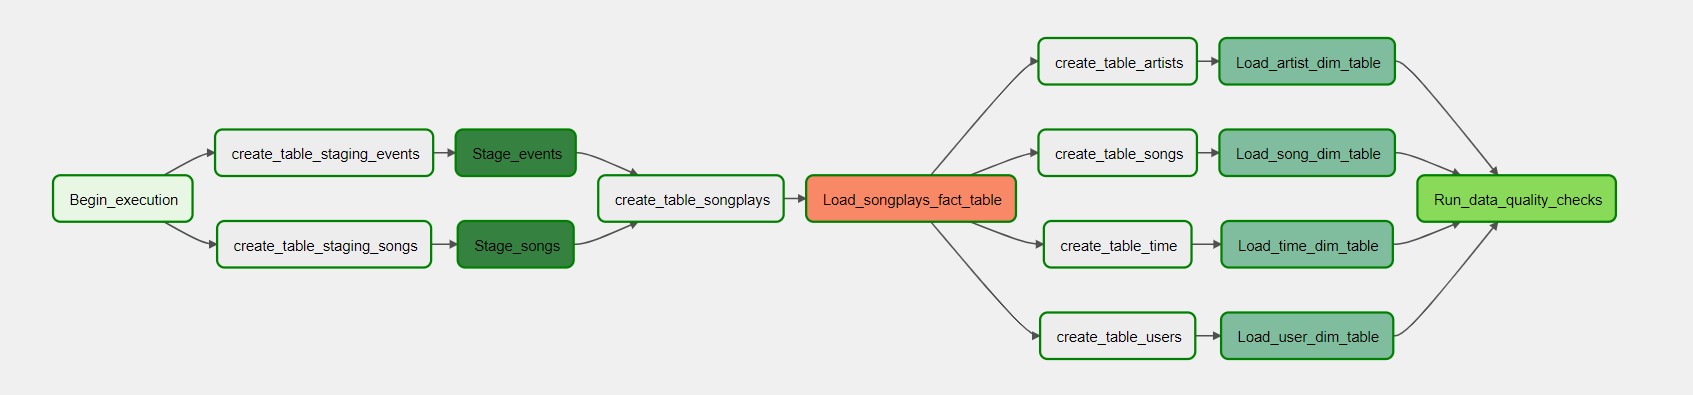 Begin_execution
create_table_staging_events
Stage_events
create_table_staging_songs
Stage_songs
create_table_songplays
Load_songplays_fact_table
create_table_artists
Load_artist_dim_table
create_table_songs
Load_song_dim_table
create_table_time
Load_time_dim_table
create_table_users
Load_user_dim_table
Run_data_quality_checks